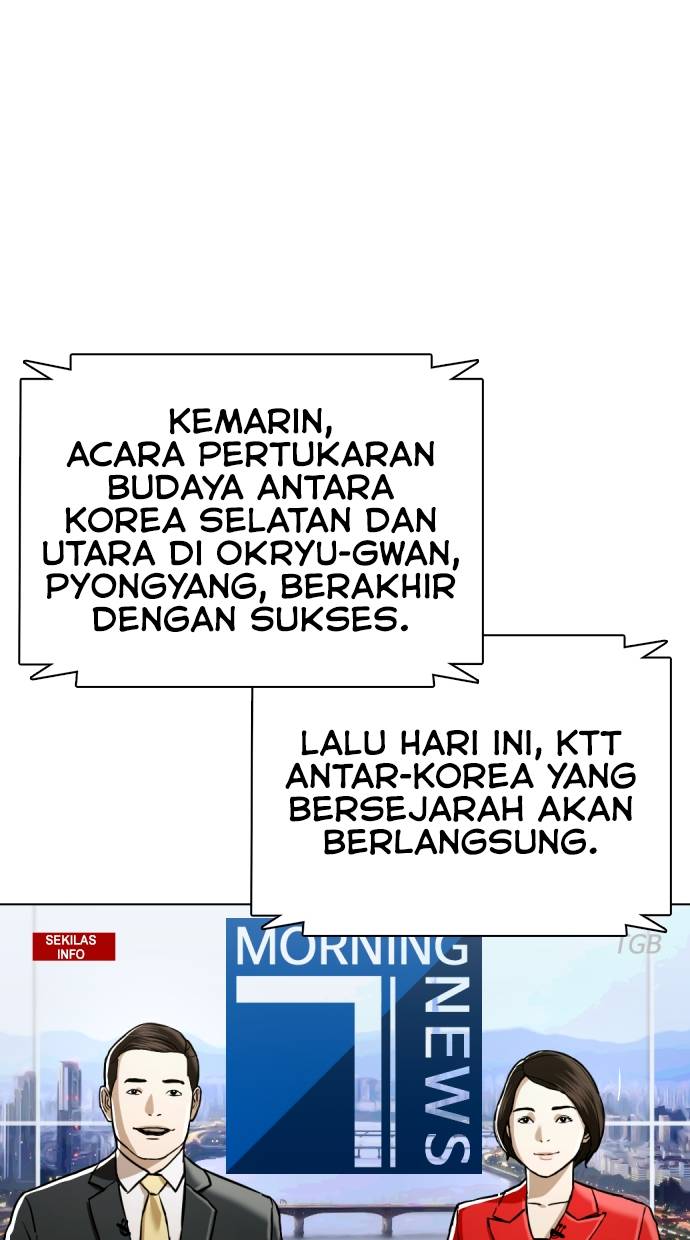 KEMARIN,
ACARA PERTUKARAN
BUDAYA ANTARA
KOREA SELATAN DAN
UTARA DI OKRYU-GWAN,
PYONGYANG, BERAKHIR
DENGAN SUKSES.
LALU HARI INI, KTT
ANTAR-KOREA YANG
BERSEJARAH AKAN
BERLANGSUNG.
SEKILAS
INFO
MORNING
7
NEWS
TGB